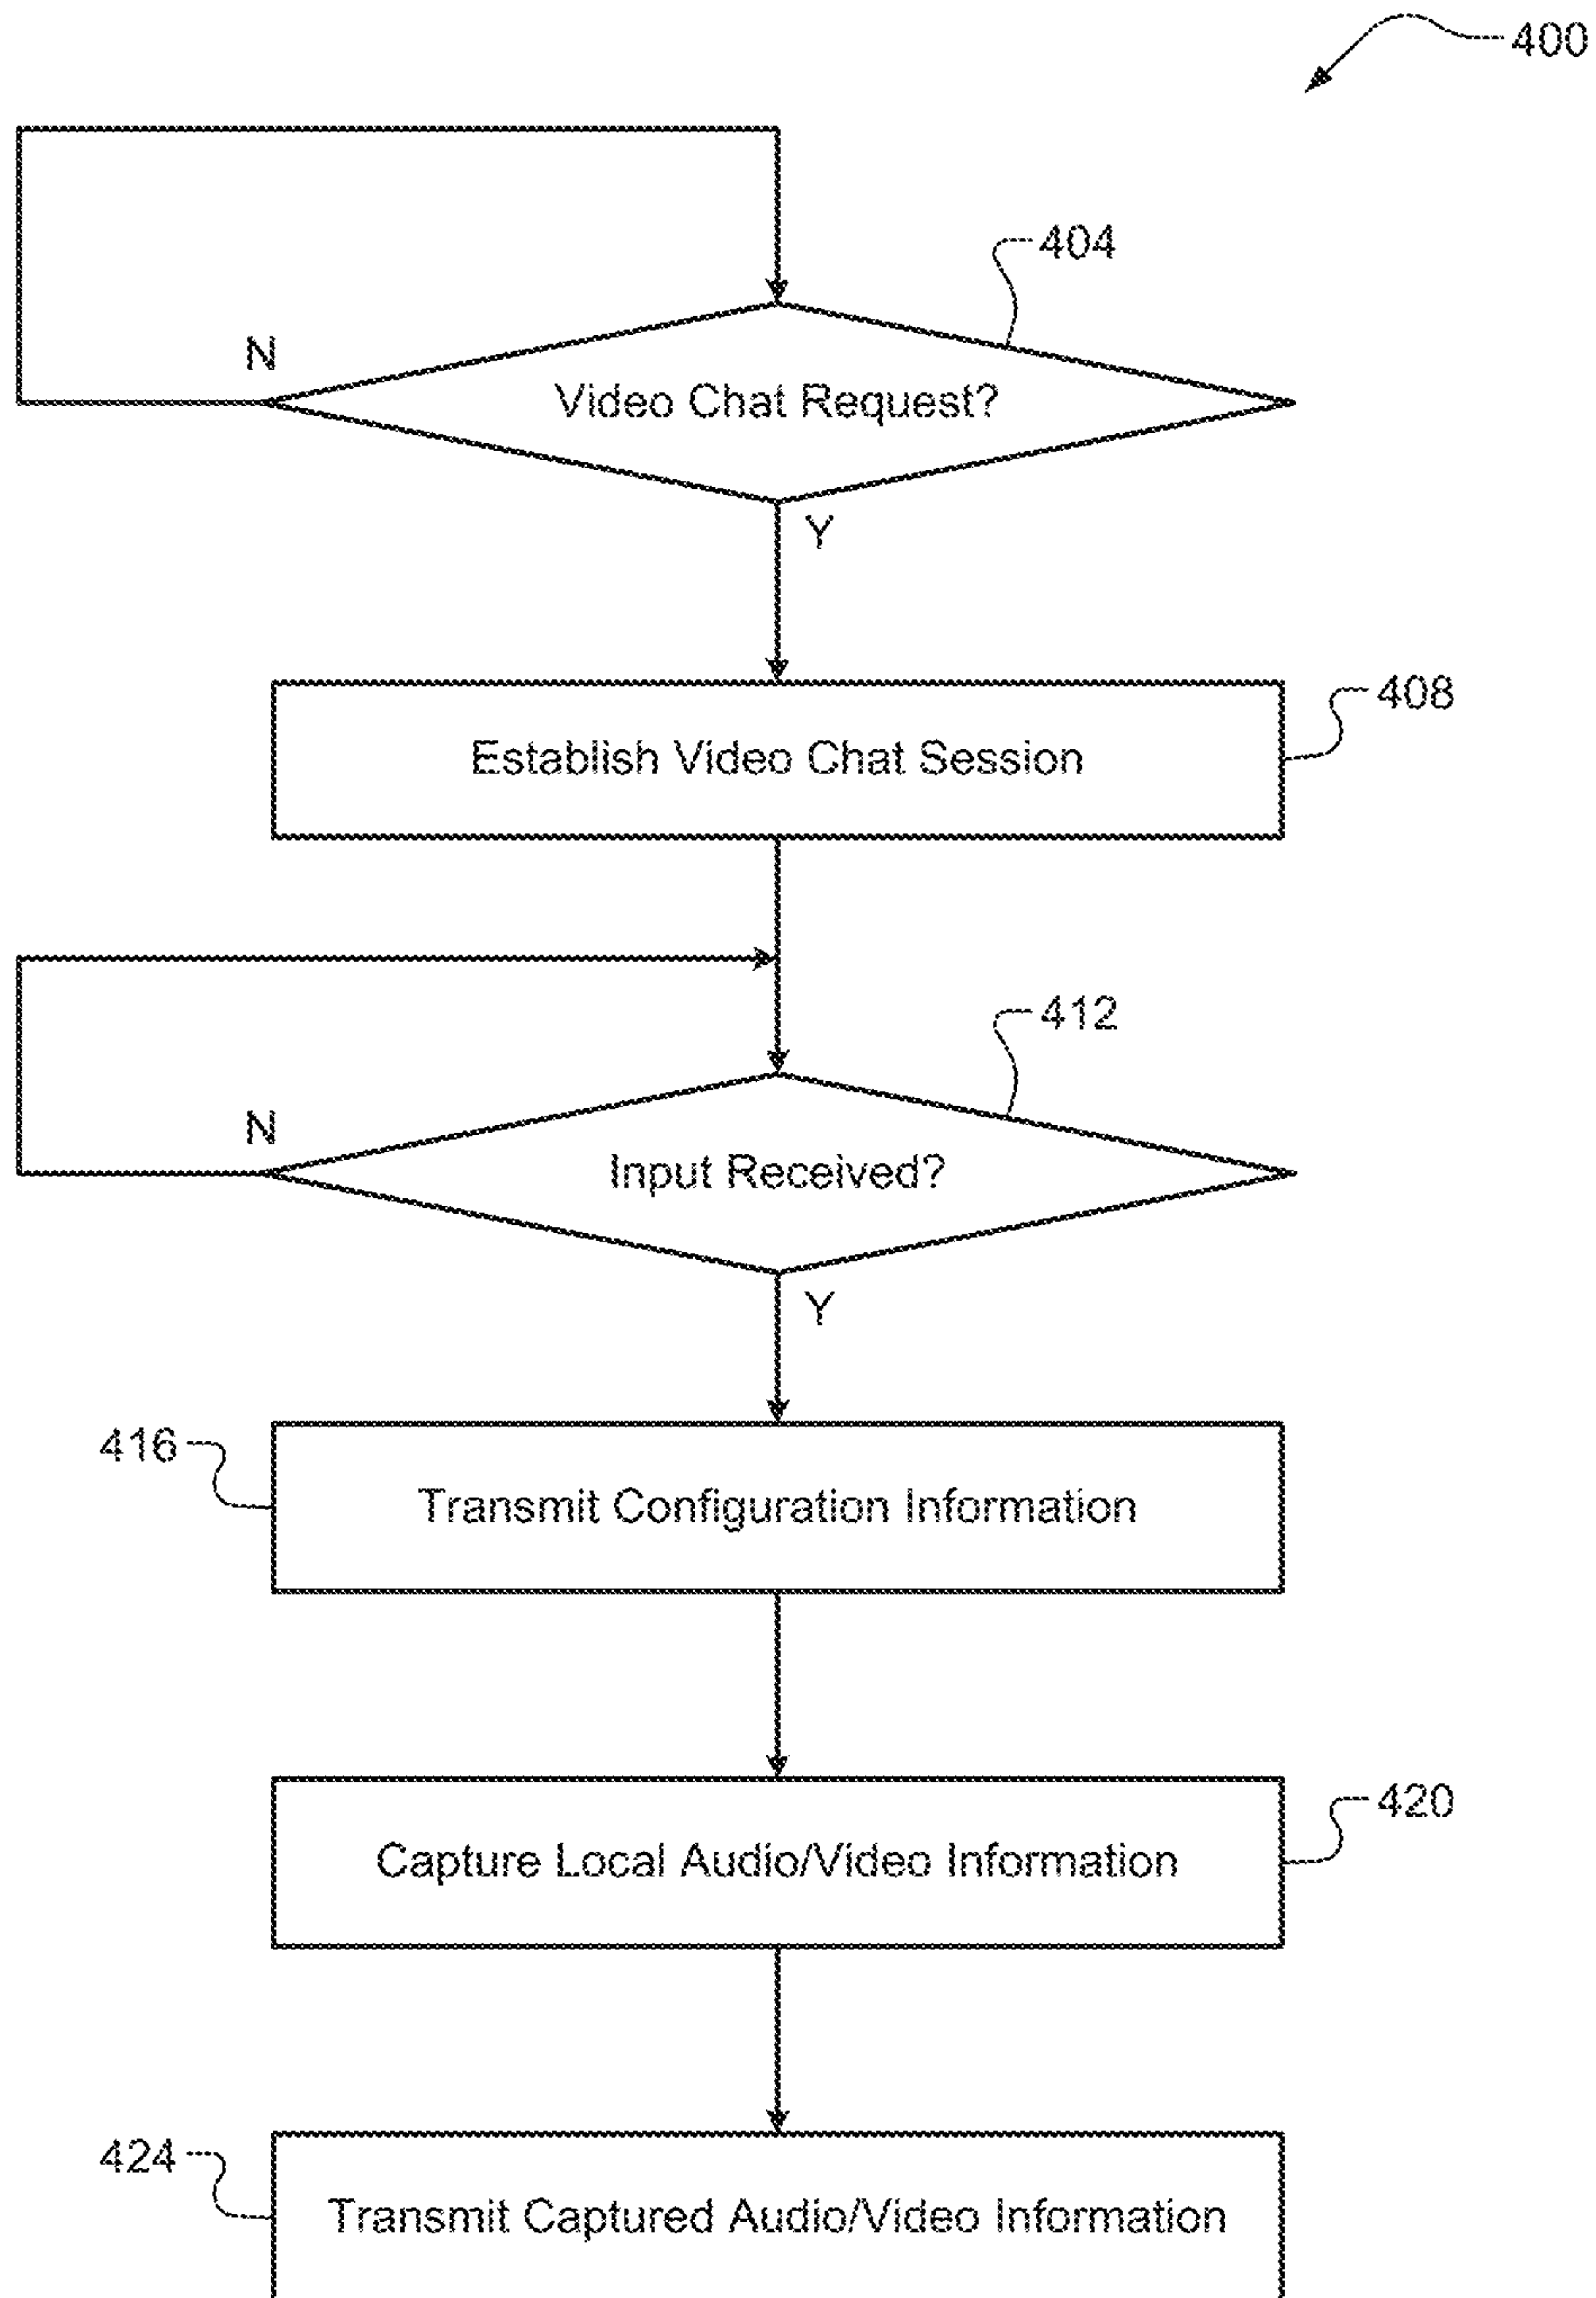 400
404
N
Video Chat Request?
Y
408
Establish Video Chat Session
412
N
Input Received?
Y
416
Transmit Configuration Information
420
Capture Local Audio/Video Information
424
Transmit Captured Audio/Video Information